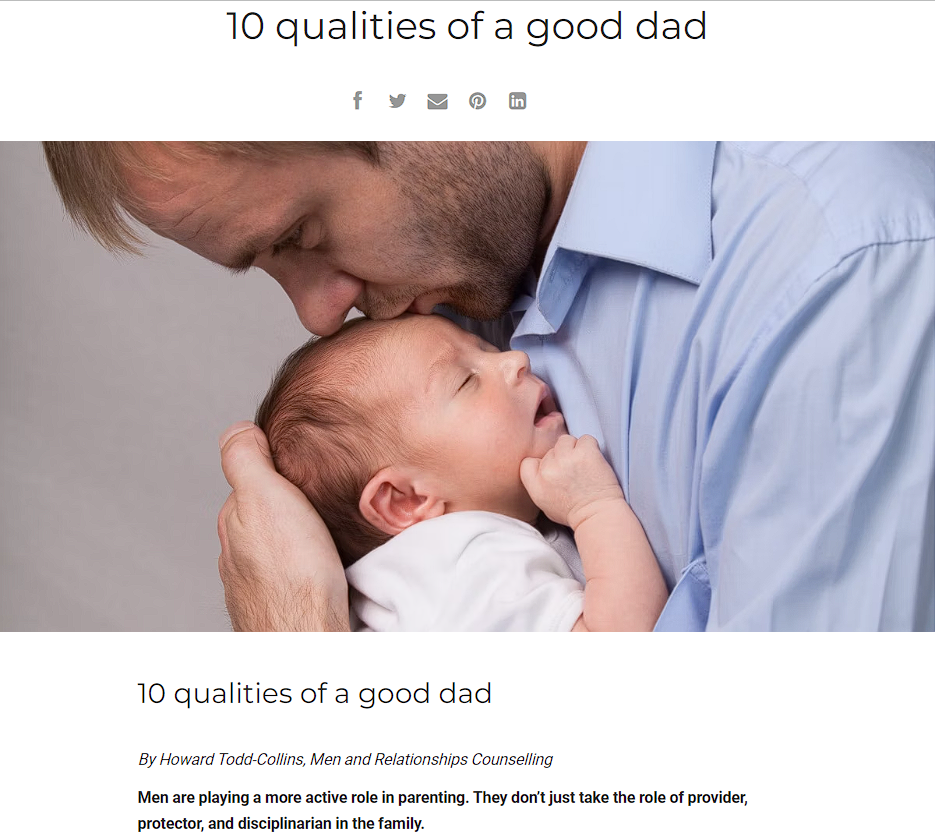 10 qualities of a good dad
10 qualities of a good dad
By Howard Todd-Collins, Men and Relationships Counselling
Men are playing a more active role in parenting. They don’t just take the role of provider,
protector, and disciplinarian in the family.